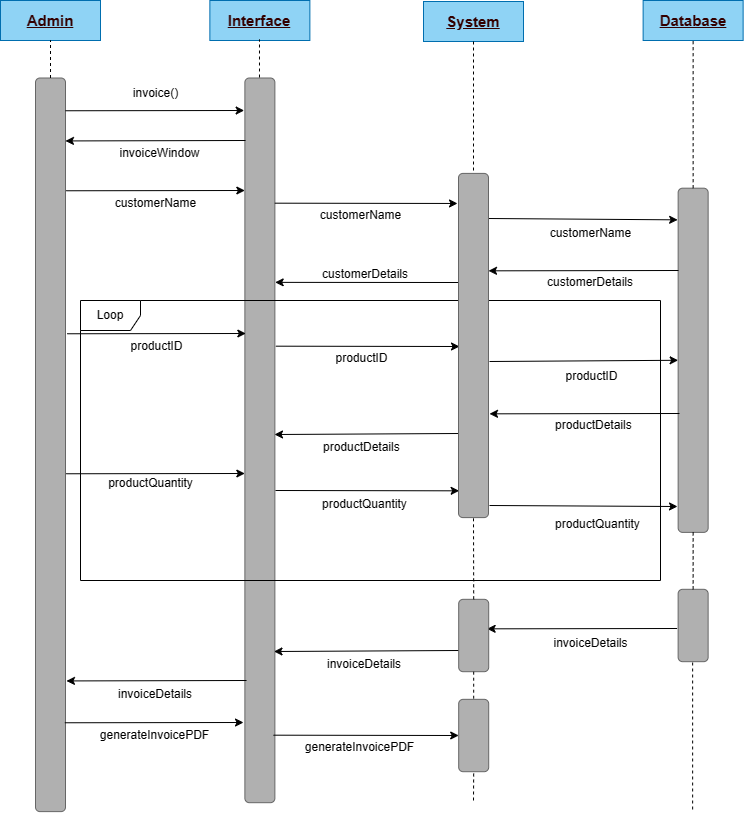 Admin
Interface
System
Database
invoice()
invoiceWindow
customerName
customerName
customerName
customerDetails
customerDetails
Loop
productID
productID
productID
productDetails
productDetails
productQuantity
productQuantity
productQuantity
invoiceDetails
invoiceDetails
invoiceDetails
generateInvoicePDF
generateInvoicePDF